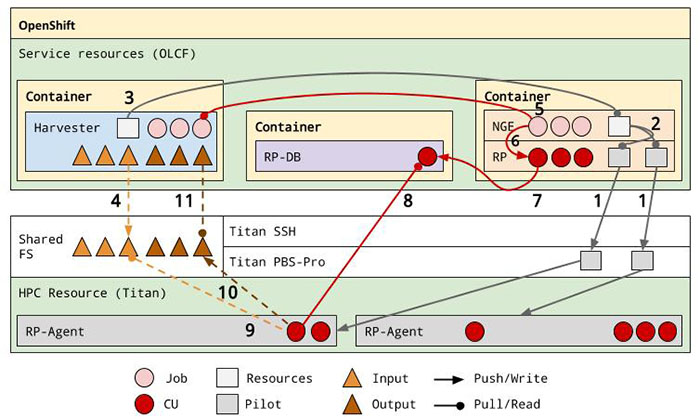 OpenShift
Service resources (OLCF)
Container
3
Harvester
Container
RP-DB
Container
5
NGE
2
6
RP
4
11
8
7
1
1
Shared
FS
Titan SSH
Titan PBS-Pro
HPC Resource (Titan)
10
RP-Agent
9
RP-Agent
Job
Resources
Input
Push/Write
CU
Pilot
Output
Pull/Read